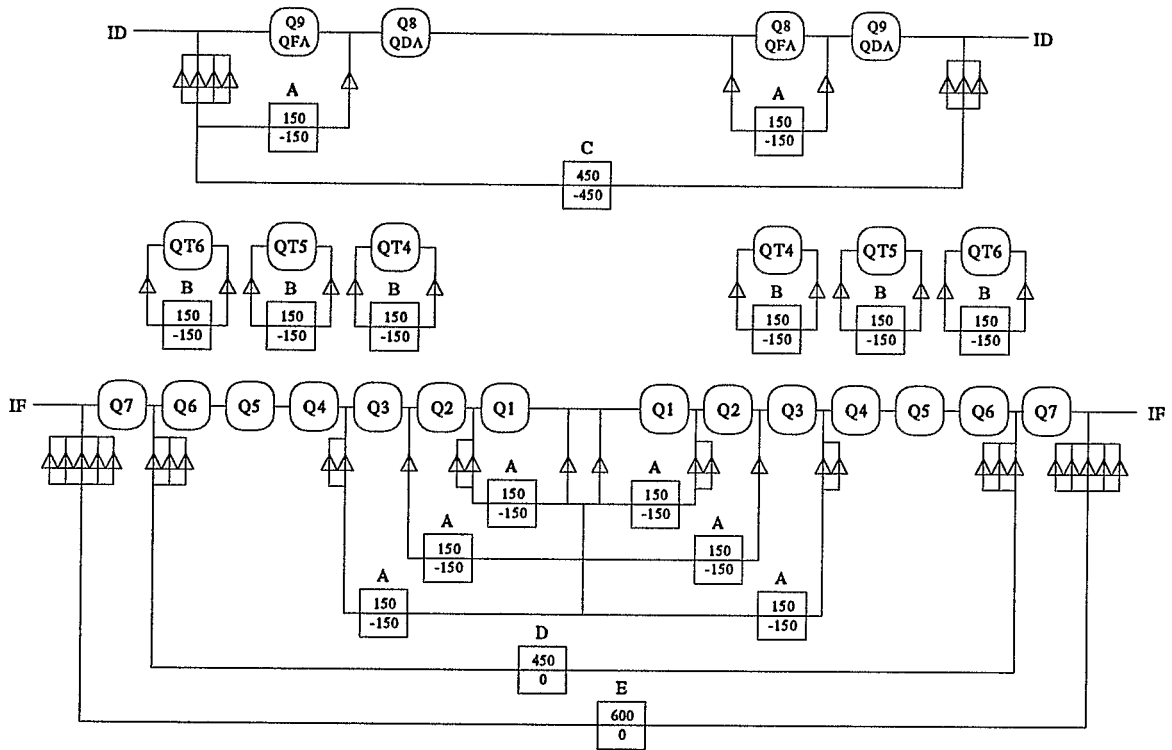 Q9 Q8 Q8 Q9
ID QFA QDA QFA QDA ID
A A
150 150
-150 -150
C
450
-450
QT6 QT5 QT4 QT4 QT5 QT6
B B B B B B
150 150 150 150 150 150
-150 -150 -150 -150 -150 -150
IF Q7 Q6 Q5 Q4 Q3 Q2 Q1 Q1 Q2 Q3 Q4 Q5 Q6 Q7 IF
A A
150 150
-150 -150
A A
150 150
-150 -150
A A
150 150
-150 -150
D
450
0
E
600
0